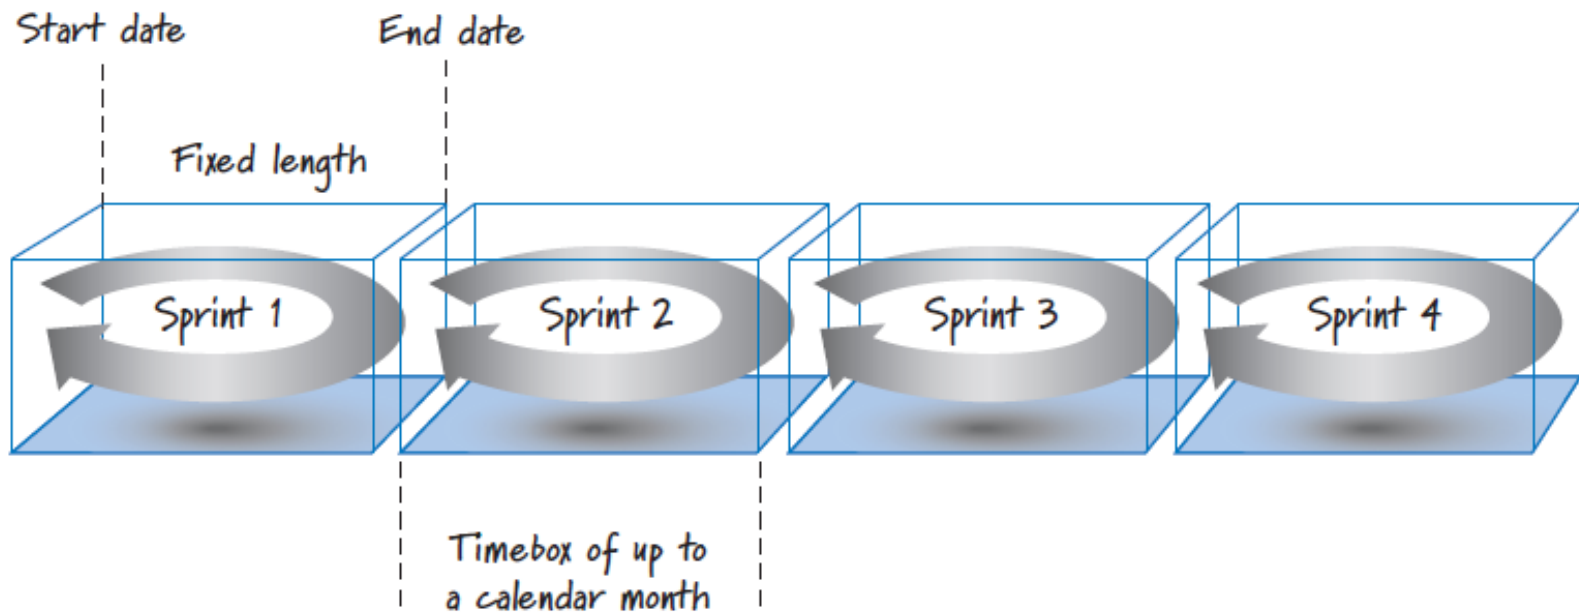 Start date
End date
Fixed length
Sprint 1
Sprint 2
Sprint 3
Sprint 4
Timebox of up to
a calendar month